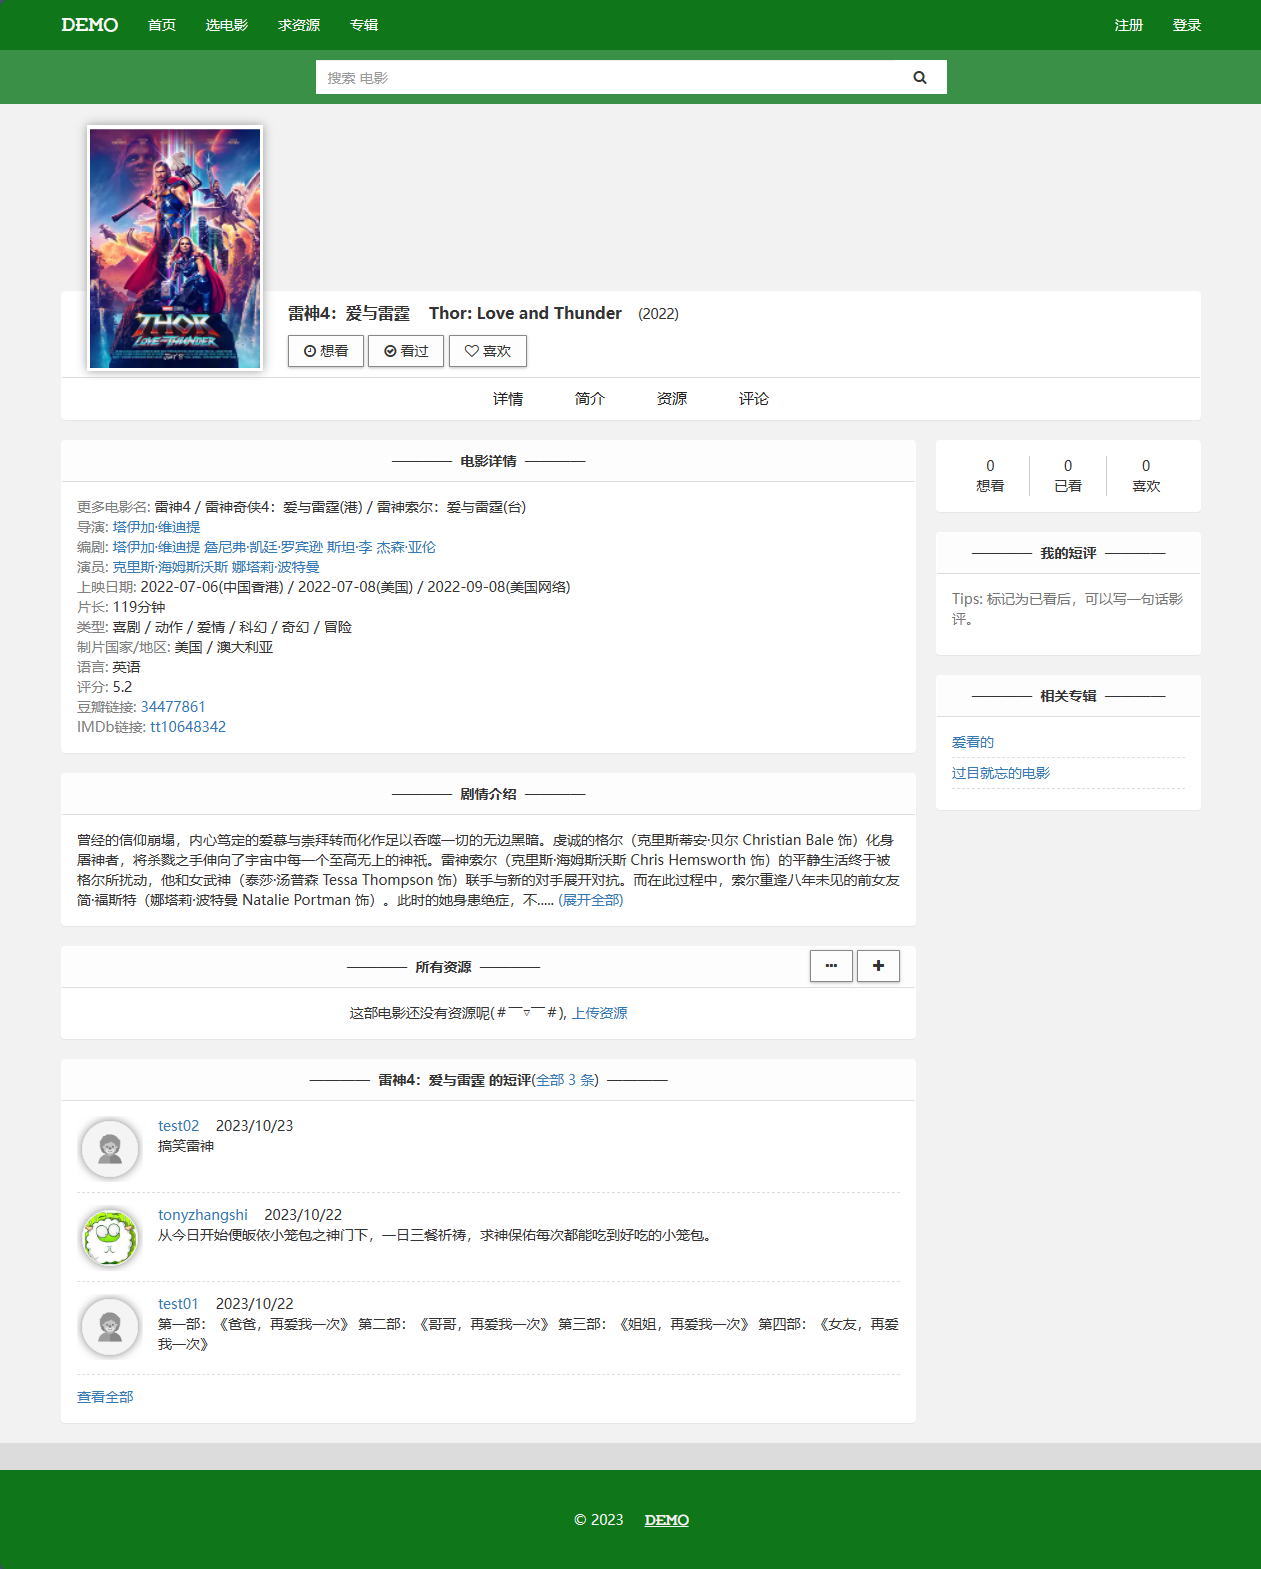 DEMO 首页 选电影 求资源 专辑 注册 登录
搜索 电影
THOR
LOVE AND THUNDER
雷神4：爱与雷霆 Thor: Love and Thunder (2022)
想看 看过 喜欢
详情 简介 资源 评论
———— 电影详情 ————
更多电影名: 雷神4 / 雷神奇侠4：爱与雷霆(港) / 雷神索尔：爱与雷霆(台)
导演: 塔伊加·维迪提
编剧: 塔伊加·维迪提 詹尼弗·凯廷·罗宾逊 斯坦·李 杰森·亚伦
演员: 克里斯·海姆斯沃斯 娜塔莉·波特曼
上映日期: 2022-07-06(中国香港) / 2022-07-08(美国) / 2022-09-08(美国网络)
片长: 119分钟
类型: 喜剧 / 动作 / 爱情 / 科幻 / 奇幻 / 冒险
制片国家/地区: 美国 / 澳大利亚
语言: 英语
评分: 5.2
豆瓣链接: 34477861
IMDb链接: tt10648342
———— 剧情介绍 ————
曾经的信仰崩塌，内心笃定的爱慕与崇拜转而化作足以吞噬一切的无边黑暗。虔诚的格尔（克里斯蒂安·贝尔 Christian Bale 饰）化身
屠神者，将杀戮之手伸向了宇宙中每一个至高无上的神祇。雷神索尔（克里斯·海姆斯沃斯 Chris Hemsworth 饰）的平静生活终于被
格尔所扰动，他和女武神（泰莎·汤普森 Tessa Thompson 饰）联手与新的对手展开对抗。而在此过程中，索尔重逢八年未见的前女友
简·福斯特（娜塔莉·波特曼 Natalie Portman 饰）。此时的她身患绝症，不..... (展开全部)
———— 所有资源 ————
这部电影还没有资源呢(＃￣▽￣＃), 上传资源
———— 雷神4：爱与雷霆 的短评(全部 3 条) ————
test02 2023/10/23
搞笑雷神
tonyzhangshi 2023/10/22
从今日开始便皈依小笼包之神门下，一日三餐祈祷，求神保佑每次都能吃到好吃的小笼包。
test01 2023/10/22
第一部：《爸爸，再爱我一次》 第二部：《哥哥，再爱我一次》 第三部：《姐姐，再爱我一次》 第四部：《女友，再爱
我一次》
查看全部
0 0 0
想看 已看 喜欢
———— 我的短评 ————
Tips: 标记为已看后，可以写一句话影
评。
———— 相关专辑 ————
爱看的
过目就忘的电影
© 2023 DEMO